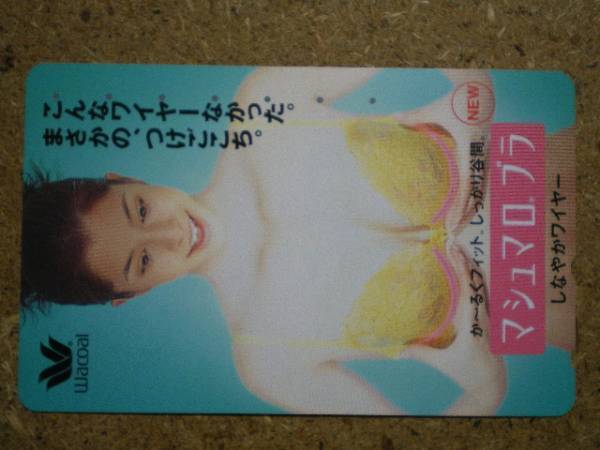 こんなワイヤーなかった。
まさかの、つけごこち。
NEW
か〜るくフィット。しっかり谷間。
マシュマロブラ
しなやかワイヤー
Wacoal